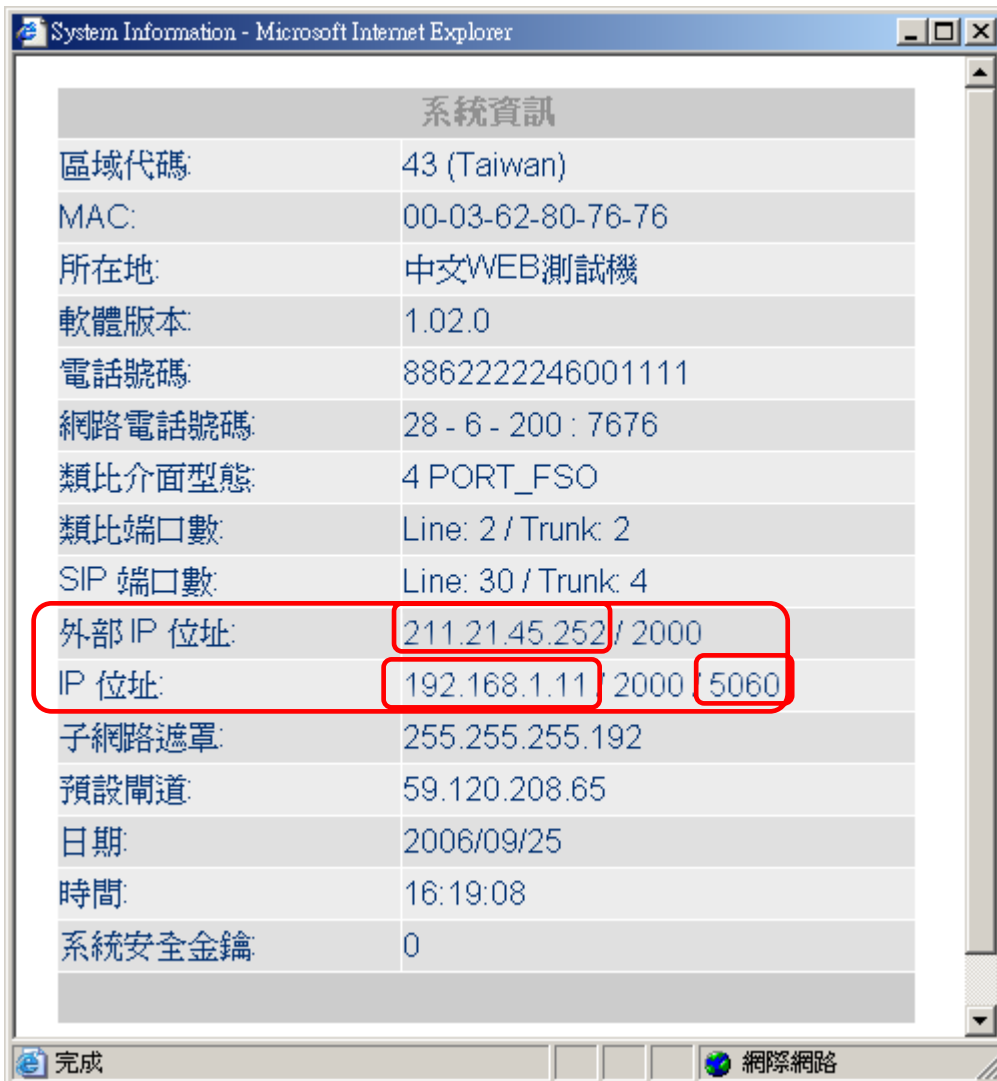 System Information - Microsoft Internet Explorer
系統資訊
區域代碼: 43 (Taiwan)
MAC: 00-03-62-80-76-76
所在地: 中文WEB測試機
軟體版本: 1.02.0
電話號碼: 8862222246001111
網路電話號碼: 28 - 6 - 200 : 7676
類比介面型態: 4 PORT_FSO
類比端口數: Line: 2 / Trunk: 2
SIP 端口數: Line: 30 / Trunk: 4
外部 IP 位址: 211.21.45.252 / 2000
IP 位址: 192.168.1.11 / 2000 / 5060
子網路遮罩: 255.255.255.192
預設閘道: 59.120.208.65
日期: 2006/09/25
時間: 16:19:08
系統安全金鑰: 0
完成 網際網路